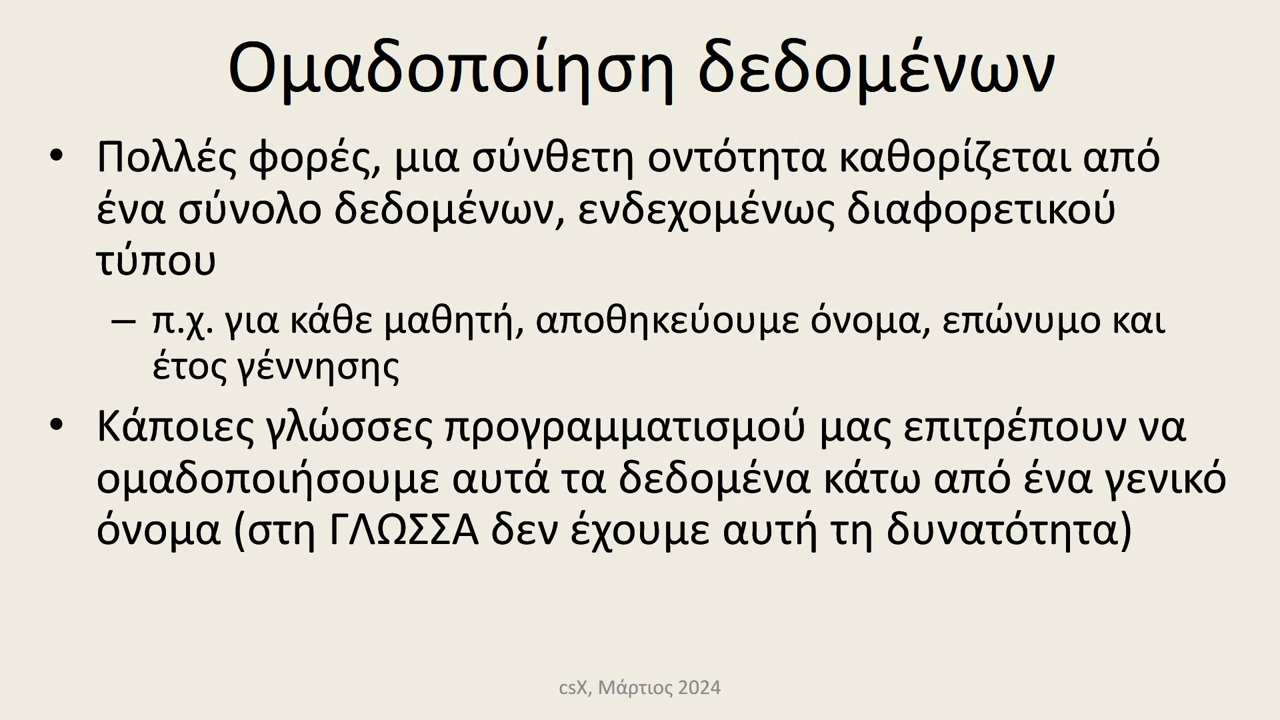 Ομαδοποίηση δεδομένων
• Πολλές φορές, μια σύνθετη οντότητα καθορίζεται από
ένα σύνολο δεδομένων, ενδεχομένως διαφορετικού
τύπου
– π.χ. για κάθε μαθητή, αποθηκεύουμε όνομα, επώνυμο και
έτος γέννησης
• Κάποιες γλώσσες προγραμματισμού μας επιτρέπουν να
ομαδοποιήσουμε αυτά τα δεδομένα κάτω από ένα γενικό
όνομα (στη ΓΛΩΣΣΑ δεν έχουμε αυτή τη δυνατότητα)
csX, Μάρτιος 2024